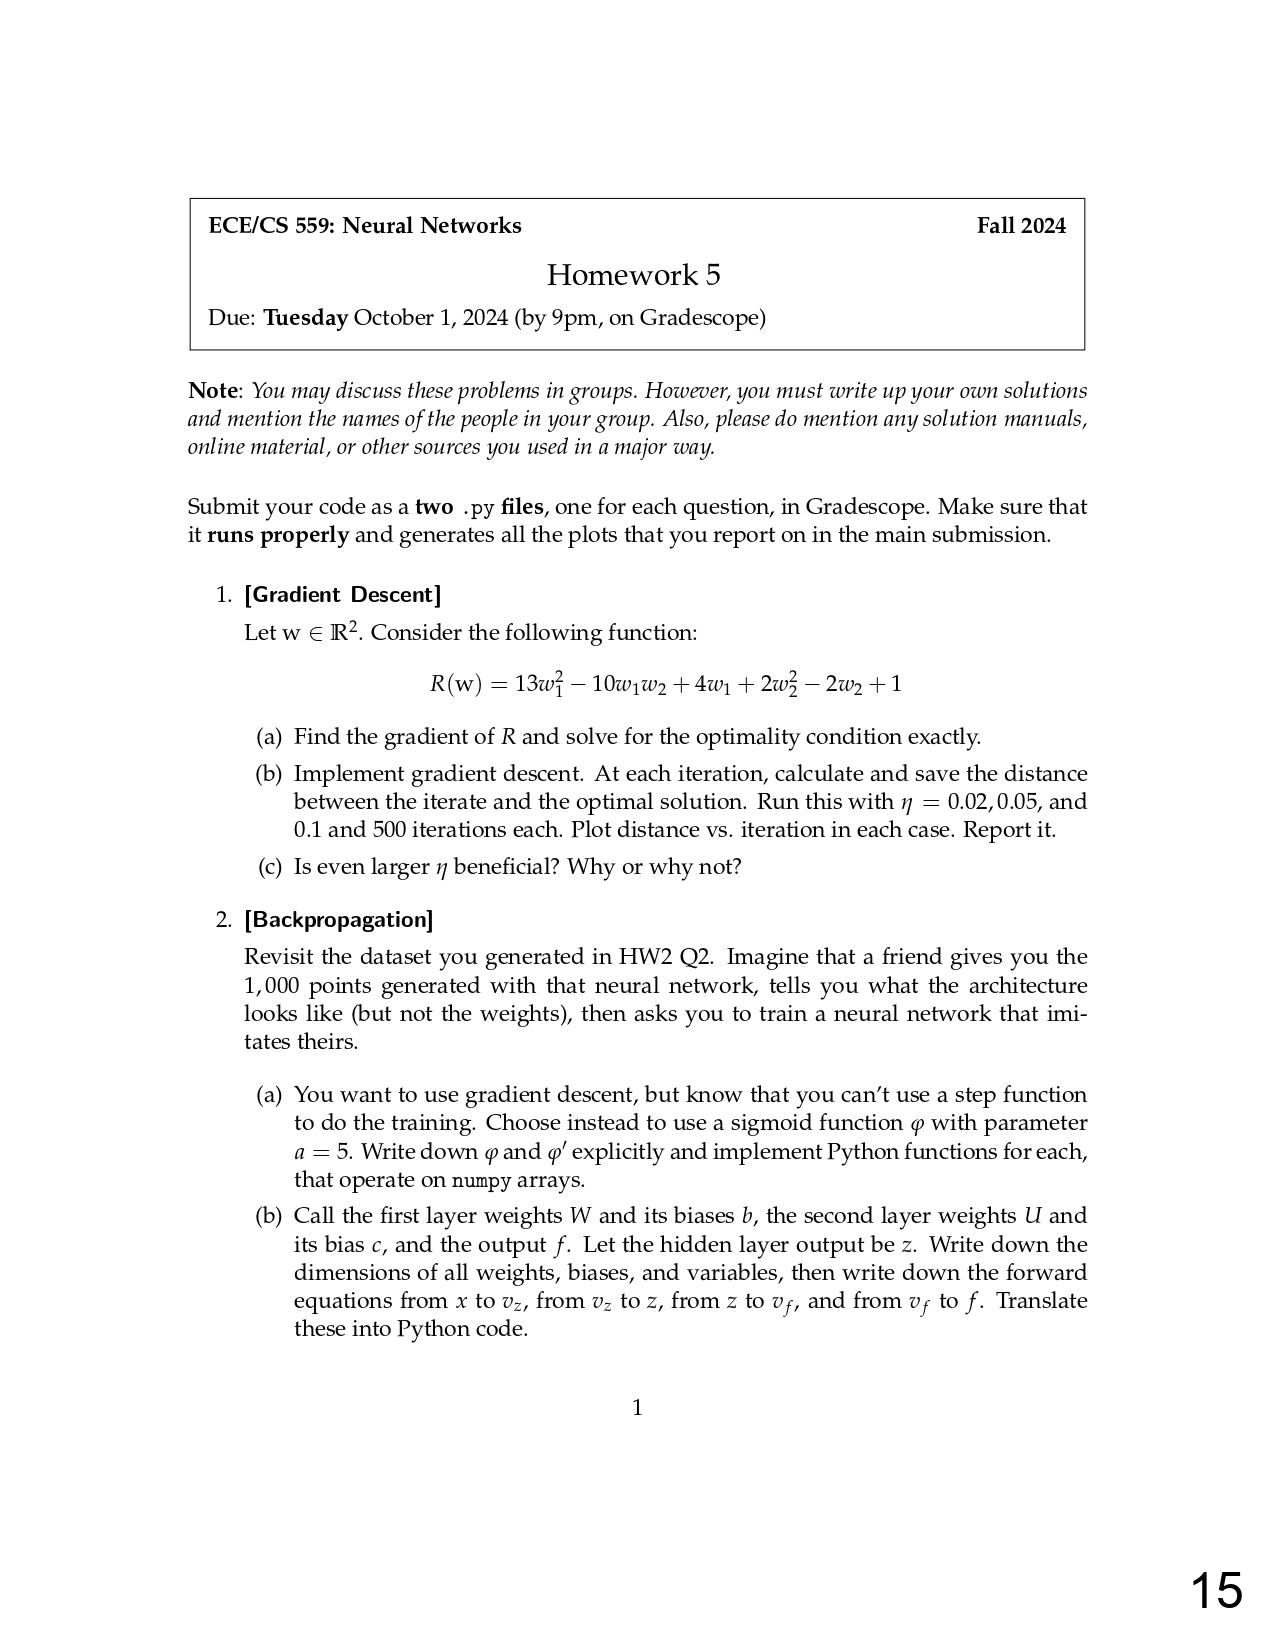 ECE/CS 559: Neural Networks Fall 2024
Homework 5
Due: Tuesday October 1, 2024 (by 9pm, on Gradescope)
Note: You may discuss these problems in groups. However, you must write up your own solutions
and mention the names of the people in your group. Also, please do mention any solution manuals,
online material, or other sources you used in a major way.
Submit your code as a two .py files, one for each question, in Gradescope. Make sure that
it runs properly and generates all the plots that you report on in the main submission.
1. [Gradient Descent]
Let w ∈ ℝ². Consider the following function:
R(w) = 13w₁² − 10w₁w₂ + 4w₁ + 2w₂² − 2w₂ + 1
(a) Find the gradient of R and solve for the optimality condition exactly.
(b) Implement gradient descent. At each iteration, calculate and save the distance
between the iterate and the optimal solution. Run this with η = 0.02, 0.05, and
0.1 and 500 iterations each. Plot distance vs. iteration in each case. Report it.
(c) Is even larger η beneficial? Why or why not?
2. [Backpropagation]
Revisit the dataset you generated in HW2 Q2. Imagine that a friend gives you the
1,000 points generated with that neural network, tells you what the architecture
looks like (but not the weights), then asks you to train a neural network that imi-
tates theirs.
(a) You want to use gradient descent, but know that you can't use a step function
to do the training. Choose instead to use a sigmoid function φ with parameter
a = 5. Write down φ and φ′ explicitly and implement Python functions for each,
that operate on numpy arrays.
(b) Call the first layer weights W and its biases b, the second layer weights U and
its bias c, and the output f. Let the hidden layer output be z. Write down the
dimensions of all weights, biases, and variables, then write down the forward
equations from x to v_z, from v_z to z, from z to v_f, and from v_f to f. Translate
these into Python code.
1
15